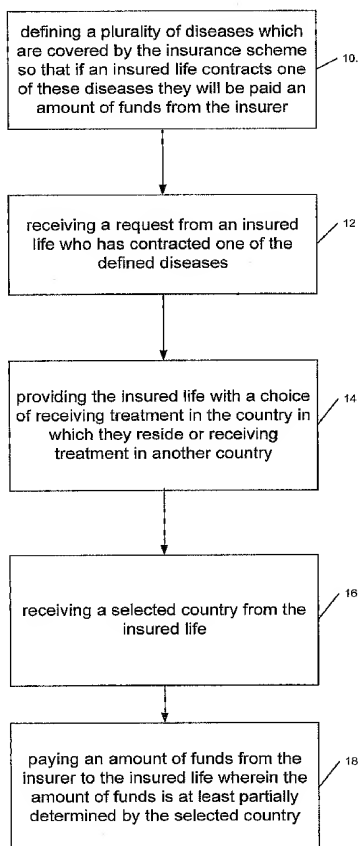 defining a plurality of diseases which
are covered by the insurance scheme
so that if an insured life contracts one
of these diseases they will be paid an
amount of funds from the insurer
10.
receiving a request from an insured
life who has contracted one of the
defined diseases
12
providing the insured life with a choice
of receiving treatment in the country in
which they reside or receiving
treatment in another country
14
receiving a selected country from the
insured life
16
paying an amount of funds from the
insurer to the insured life wherein the
amount of funds is at least partially
determined by the selected country
18